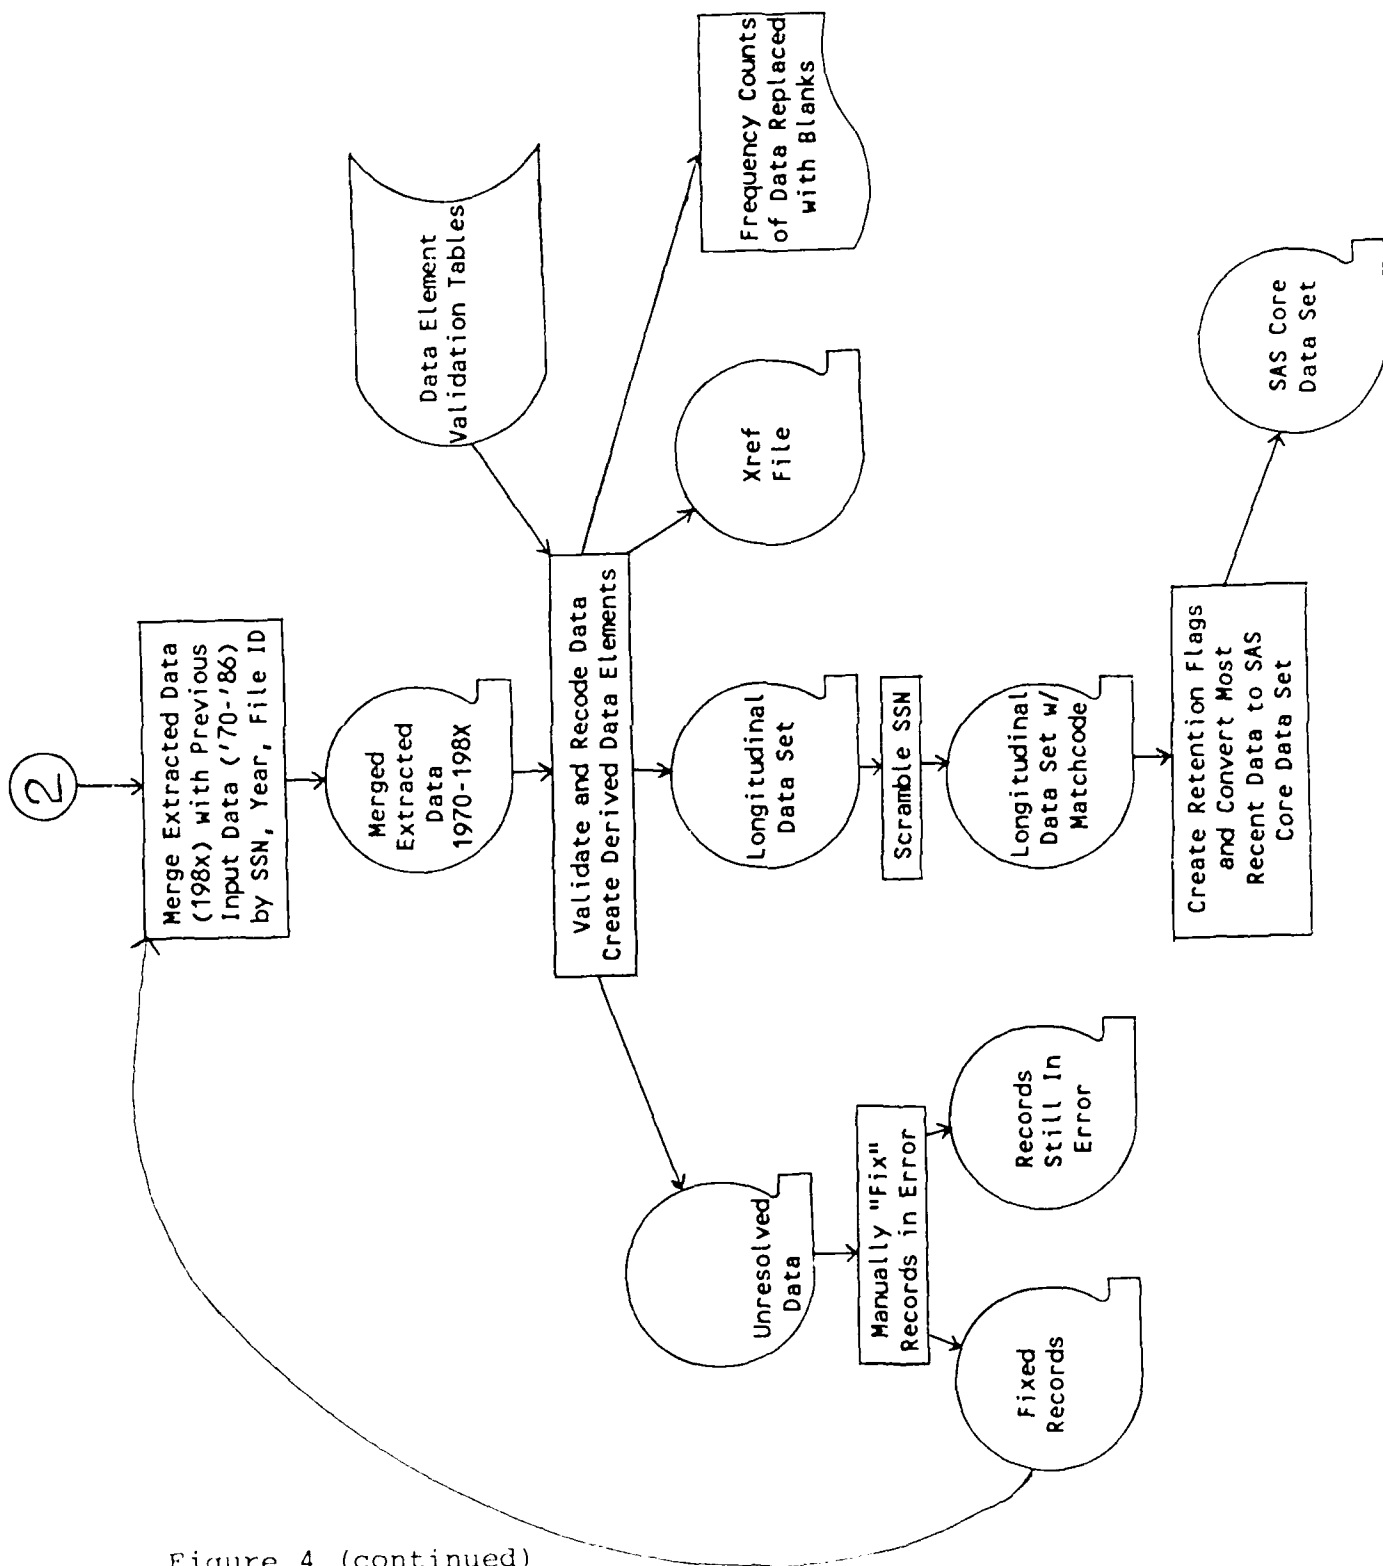 2
Merge Extracted Data
(198x) with Previous
Input Data ('70-'86)
by SSN, Year, File ID
Merged
Extracted
Data
1970-198X
Data Element
Validation Tables
Validate and Recode Data
Create Derived Data Elements
Frequency Counts
of Data Replaced
with Blanks
Xref
File
Longitudinal
Data Set
Scramble SSN
Longitudinal
Data Set w/
Matchcode
Create Retention Flags
and Convert Most
Recent Data to SAS
Core Data Set
SAS Core
Data Set
Unresolved
Data
Manually "Fix"
Records in Error
Records
Still In
Error
Fixed
Records
Figure 4 (continued)